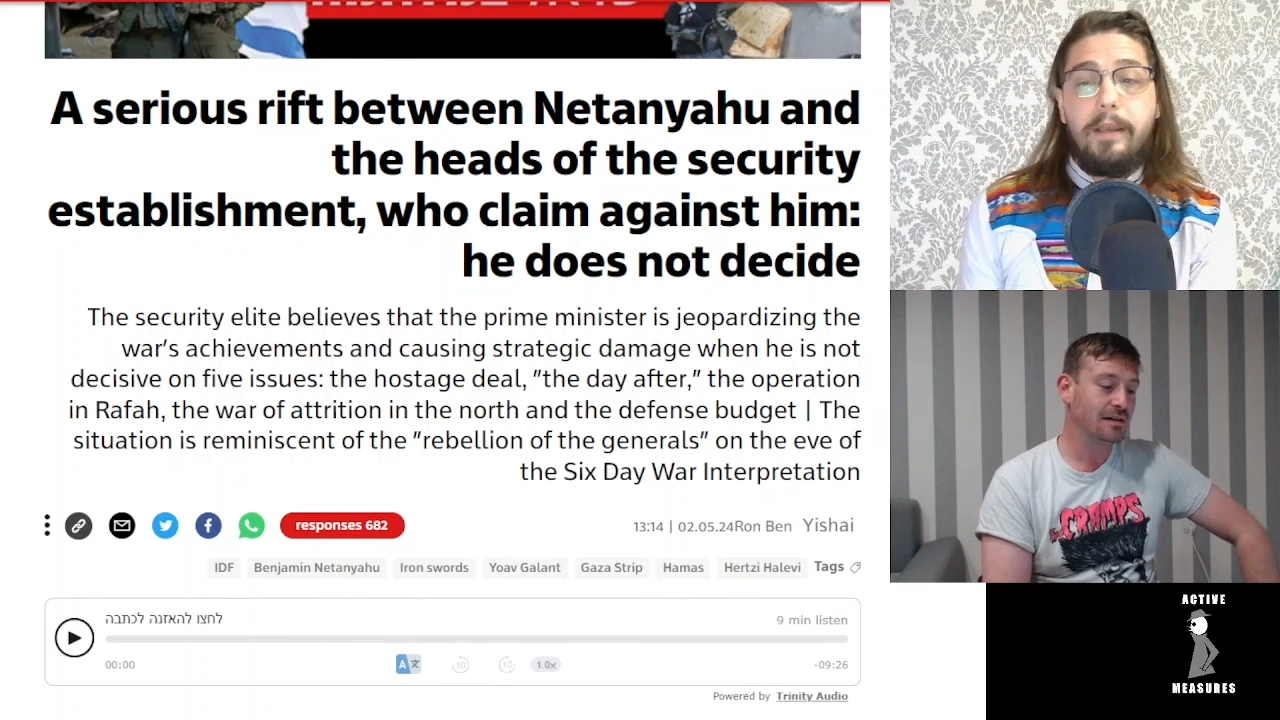 A serious rift between Netanyahu and
the heads of the security
establishment, who claim against him:
he does not decide
The security elite believes that the prime minister is jeopardizing the
war's achievements and causing strategic damage when he is not
decisive on five issues: the hostage deal, "the day after," the operation
in Rafah, the war of attrition in the north and the defense budget | The
situation is reminiscent of the "rebellion of the generals" on the eve of
the Six Day War Interpretation
responses 682
13:14 | 02.05.24Ron Ben Yishai
IDF Benjamin Netanyahu Iron swords Yoav Galant Gaza Strip Hamas Hertzi Halevi Tags
לחצו להאזנה לכתבה
9 min listen
00:00
A 文
10
10
1.0x
-09:26
Powered by Trinity Audio
THE CRAMPS
ACTIVE
MEASURES